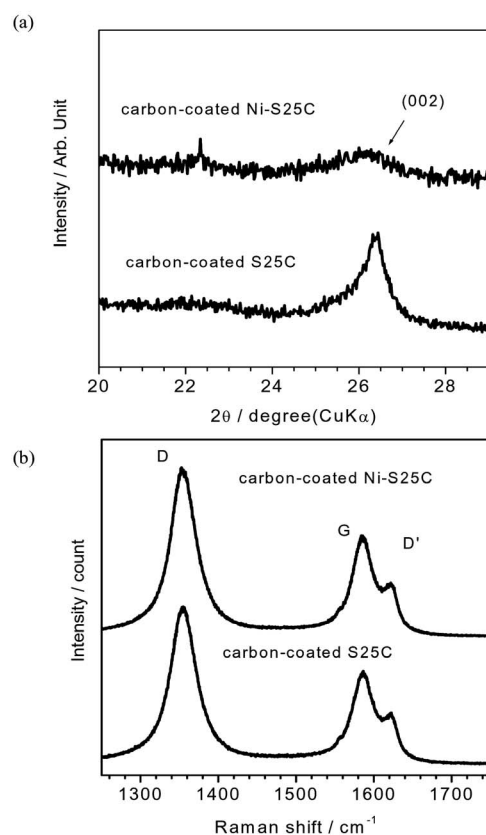 (a)
Intensity / Arb. Unit
carbon-coated Ni-S25C
(002)
carbon-coated S25C
20 22 24 26 28
2θ / degree(CuKα)
(b)
Intensity / count
D
carbon-coated Ni-S25C
G
D'
carbon-coated S25C
1300 1400 1500 1600 1700
Raman shift / cm⁻¹